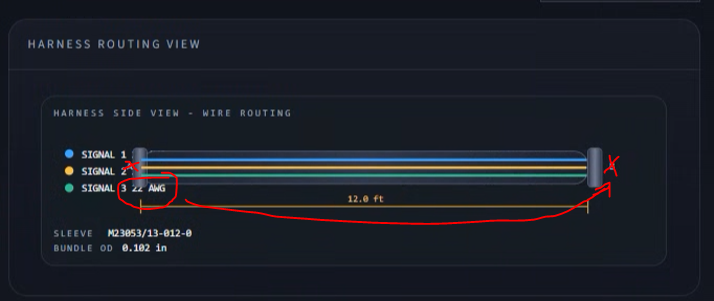 HARNESS ROUTING VIEW
HARNESS SIDE VIEW - WIRE ROUTING
SIGNAL 1
SIGNAL 2
SIGNAL 3 22 AWG
12.0 ft
SLEEVE M23053/13-012-0
BUNDLE OD 0.102 in